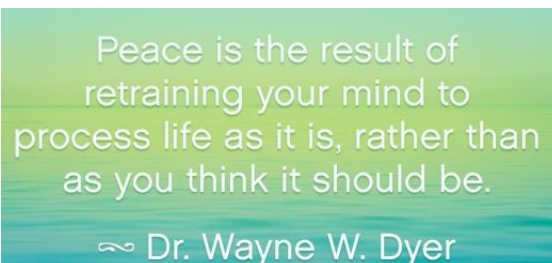 Peace is the result of
retraining your mind to
process life as it is, rather than
as you think it should be.
~ Dr. Wayne W. Dyer